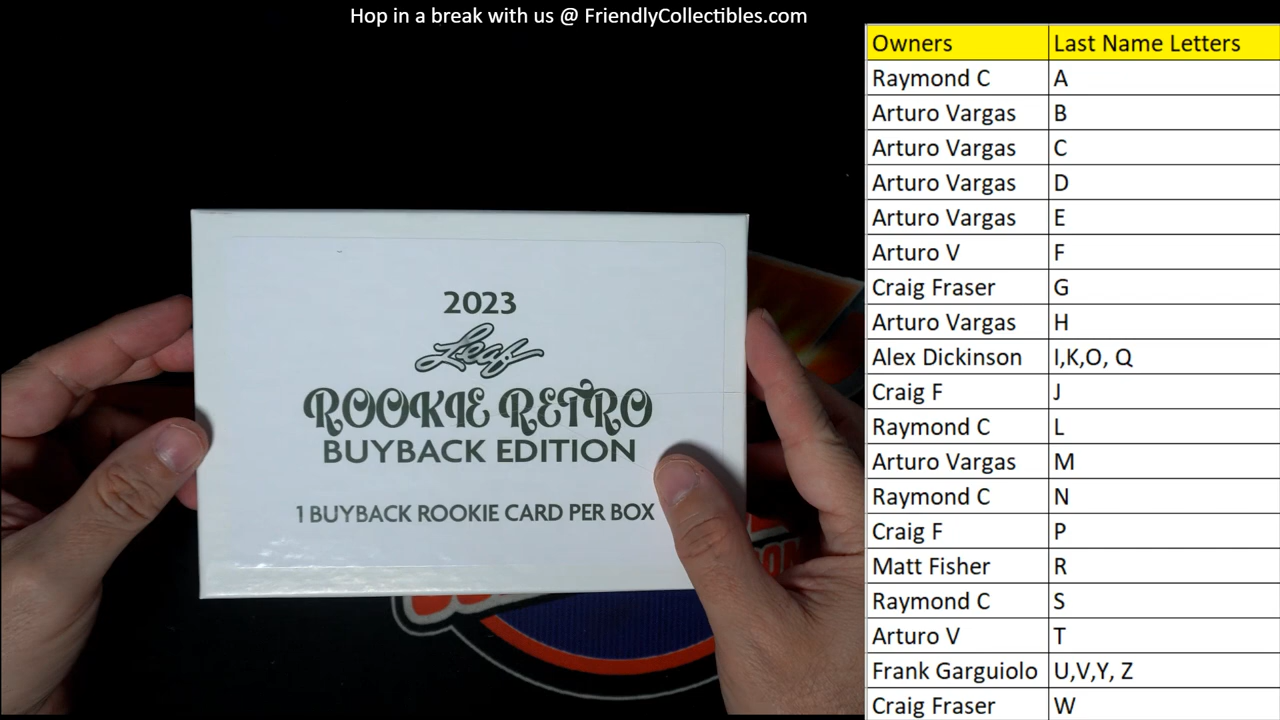 Hop in a break with us @ FriendlyCollectibles.com
2023
Leaf
ROOKIE RETRO
BUYBACK EDITION
1 BUYBACK ROOKIE CARD PER BOX
Owners Last Name Letters
Raymond C A
Arturo Vargas B
Arturo Vargas C
Arturo Vargas D
Arturo Vargas E
Arturo V F
Craig Fraser G
Arturo Vargas H
Alex Dickinson I,K,O, Q
Craig F J
Raymond C L
Arturo Vargas M
Raymond C N
Craig F P
Matt Fisher R
Raymond C S
Arturo V T
Frank Garguiolo U,V,Y, Z
Craig Fraser W